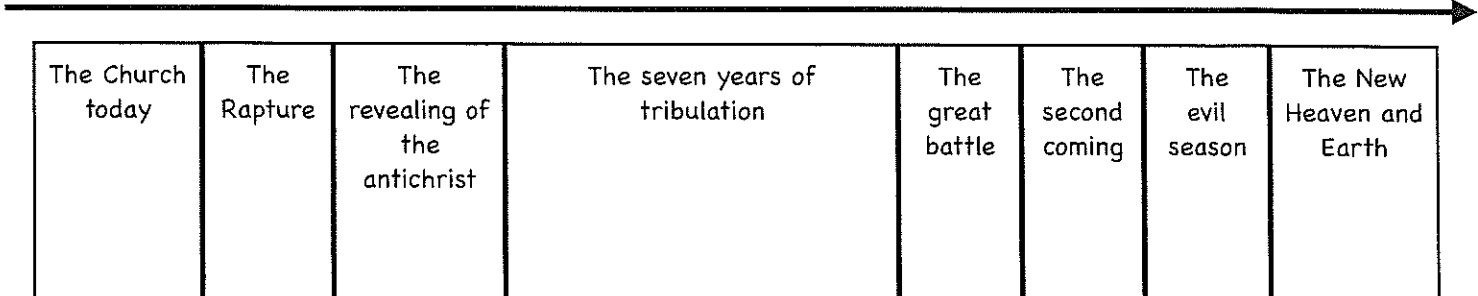 The Church
today
The
Rapture
The
revealing of
the
antichrist
The seven years of
tribulation
The
great
battle
The
second
coming
The
evil
season
The New
Heaven and
Earth